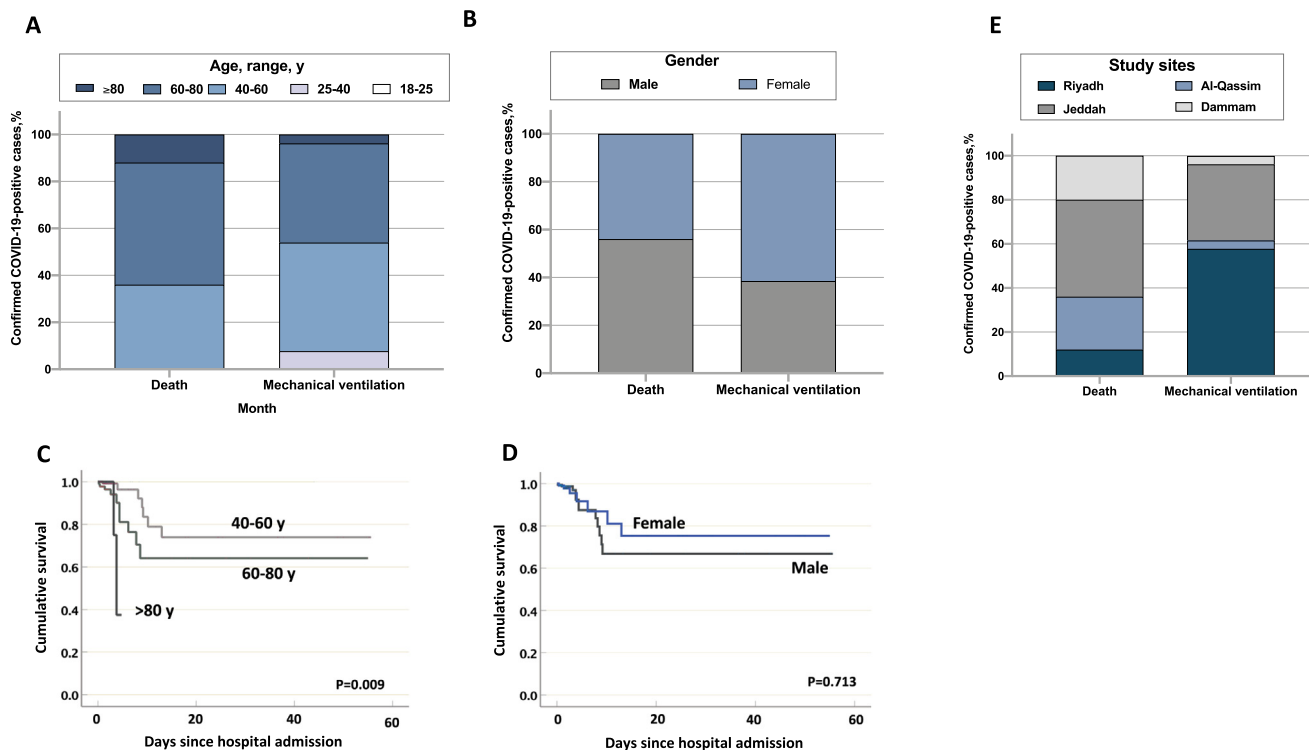 A
Age, range, y
≥80 60-80 40-60 25-40 18-25
Confirmed COVID-19-positive cases,%
100
80
60
40
20
0
Death Mechanical ventilation
Month
B
Gender
Male Female
Confirmed COVID-19-positive cases,%
100
80
60
40
20
0
Death Mechanical ventilation
E
Study sites
Riyadh Al-Qassim
Jeddah Dammam
Confirmed COVID-19-positive cases,%
100
80
60
40
20
0
Death Mechanical ventilation
C
Cumulative survival
1.0
0.8
0.6
0.4
0.2
0.0
40-60 y
60-80 y
>80 y
P=0.009
0 20 40 60
Days since hospital admission
D
Cumulative survival
1.0
0.8
0.6
0.4
0.2
0.0
Female
Male
P=0.713
0 20 40 60
Days since hospital admission